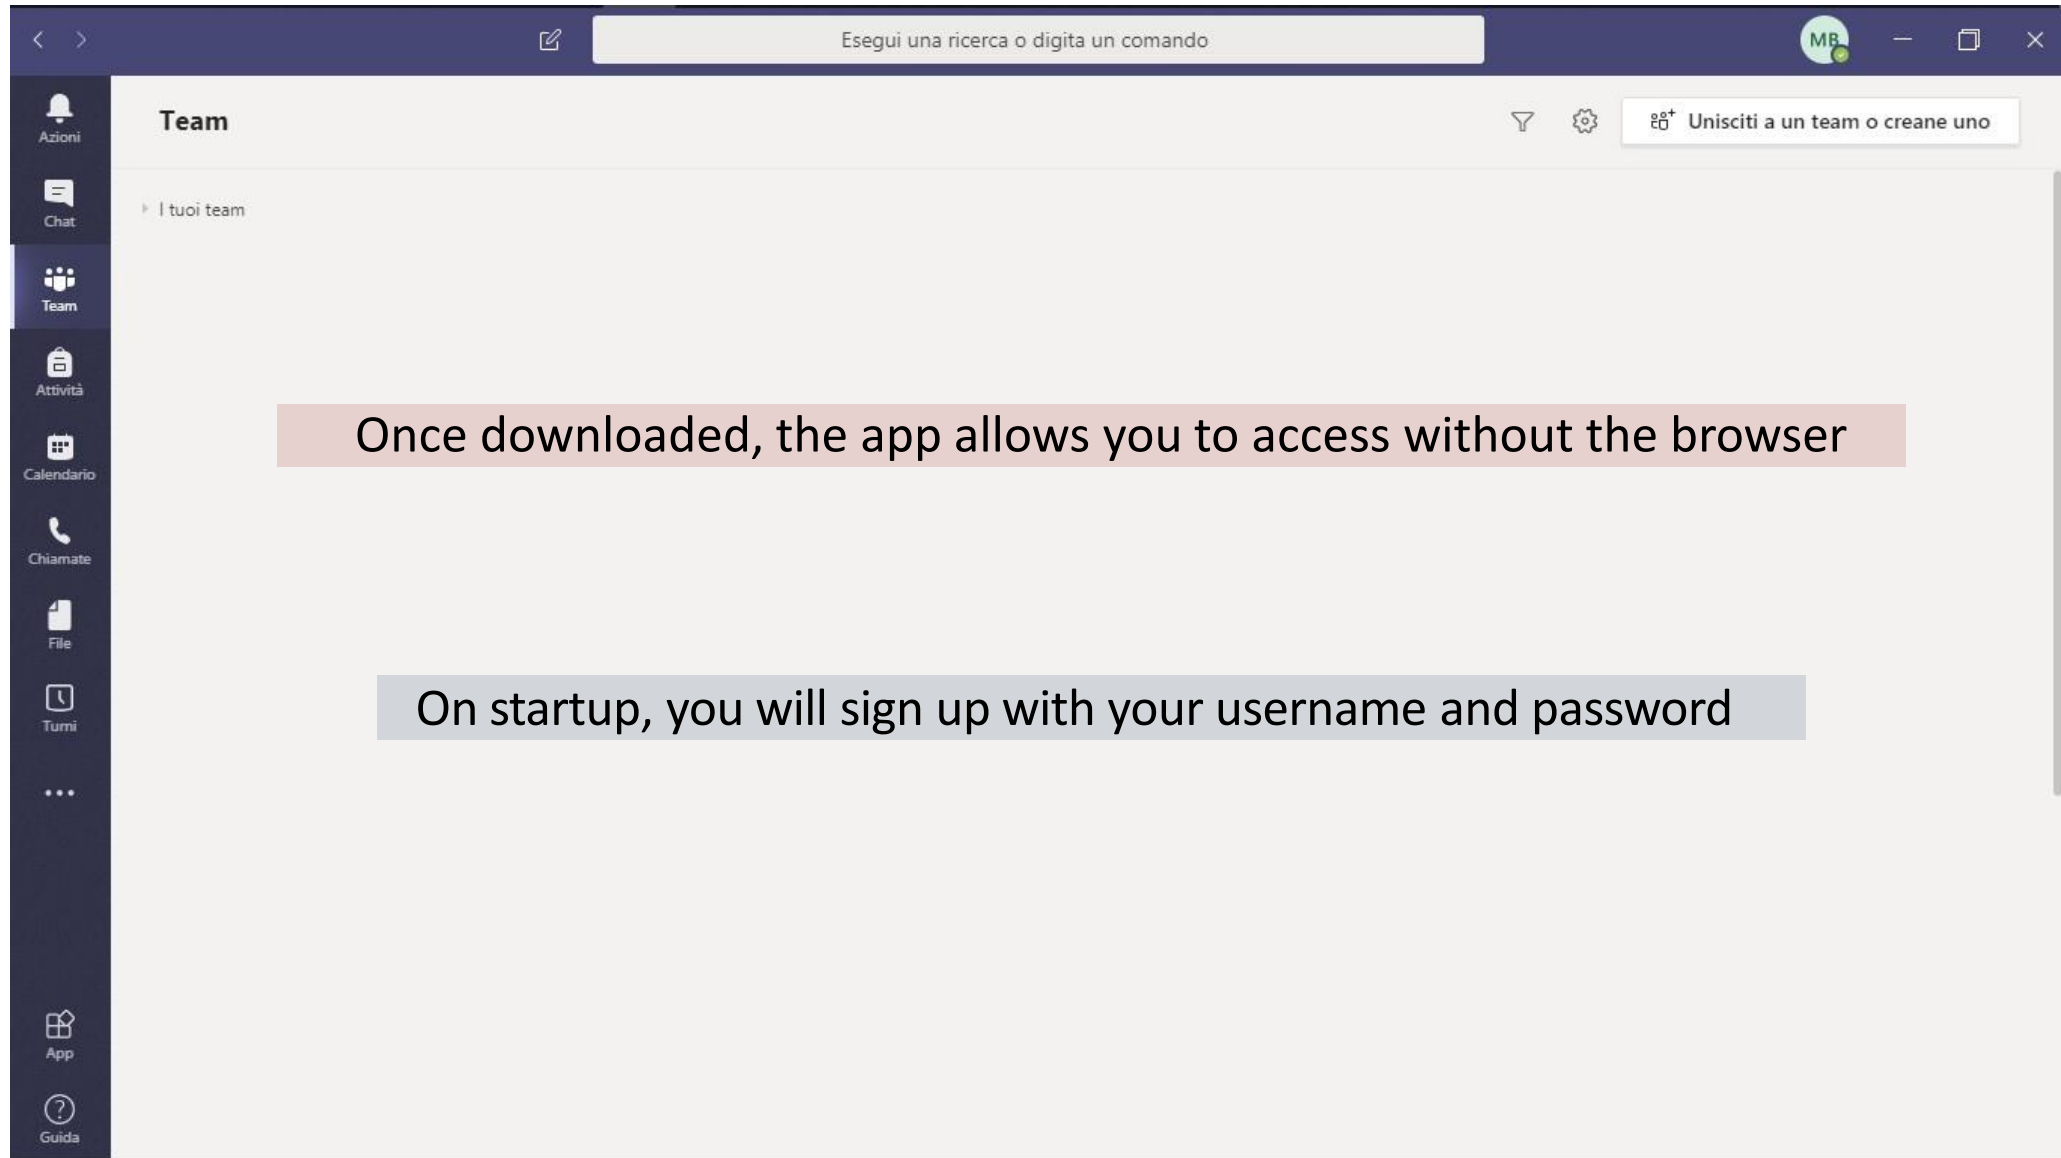 Esegui una ricerca o digita un comando
MB
Azioni
Team
Unisciti a un team o creane uno
Chat
I tuoi team
Team
Attività
Once downloaded, the app allows you to access without the browser
Calendario
Chiamate
File
On startup, you will sign up with your username and password
Turni
App
Guida